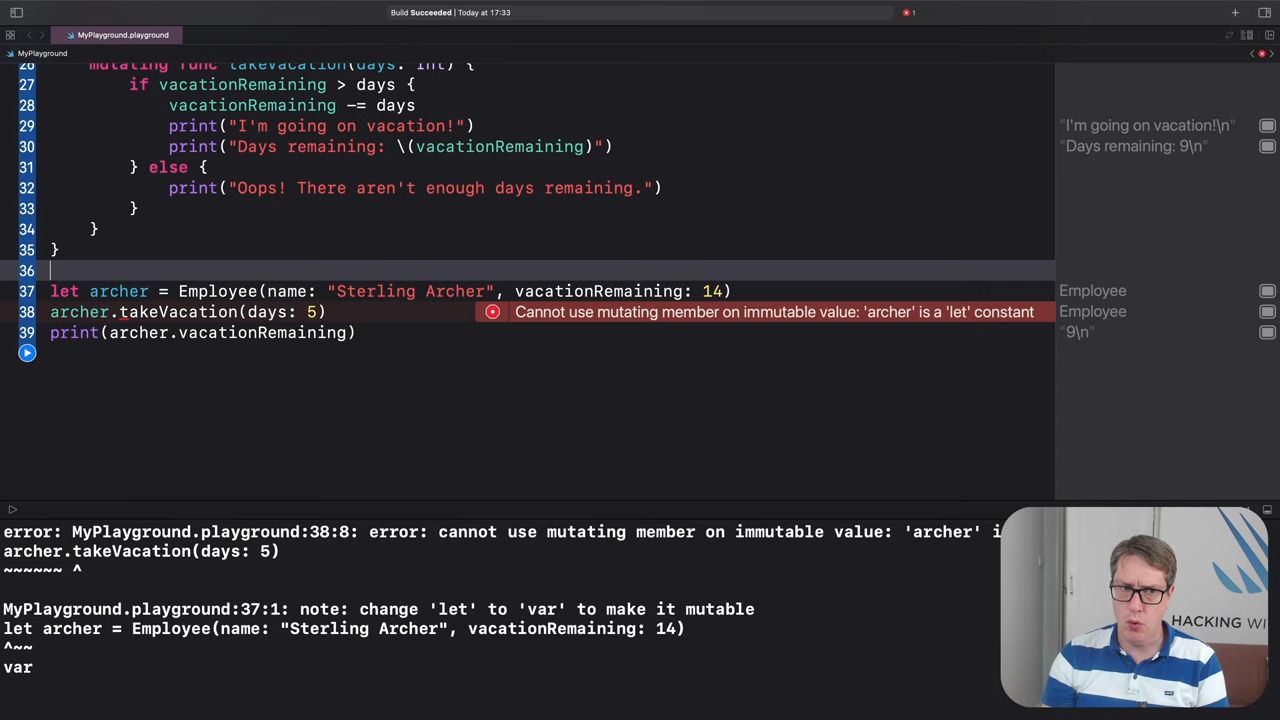 Build Succeeded | Today at 17:33
1
MyPlayground.playground
MyPlayground
26 mutating func takeVacation(days: Int) {
27 if vacationRemaining > days {
28 vacationRemaining -= days
29 print("I'm going on vacation!")
"I'm going on vacation!\n"
30 print("Days remaining: \(vacationRemaining)")
"Days remaining: 9\n"
31 } else {
32 print("Oops! There aren't enough days remaining.")
33 }
34 }
35 }
36
37 let archer = Employee(name: "Sterling Archer", vacationRemaining: 14)
Employee
38 archer.takeVacation(days: 5)
Cannot use mutating member on immutable value: 'archer' is a 'let' constant
Employee
39 print(archer.vacationRemaining)
"9\n"
error: MyPlayground.playground:38:8: error: cannot use mutating member on immutable value: 'archer' i
archer.takeVacation(days: 5)
~~~~~~ ^
MyPlayground.playground:37:1: note: change 'let' to 'var' to make it mutable
let archer = Employee(name: "Sterling Archer", vacationRemaining: 14)
^~~
var
HACKING WI